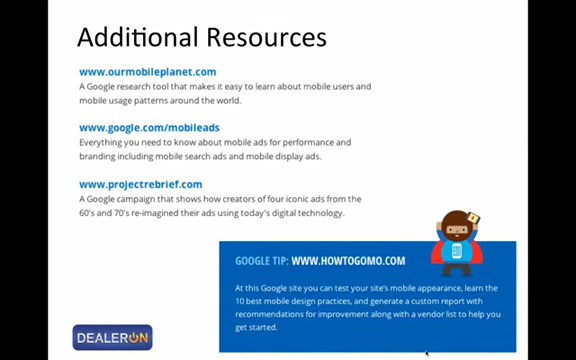 Additional Resources
www.ourmobileplanet.com
A Google research tool that makes it easy to learn about mobile users and
mobile usage patterns around the world.
www.google.com/mobileads
Everything you need to know about mobile ads for performance and
branding including mobile search ads and mobile display ads.
www.projectrebrief.com
A Google campaign that shows how creators of four iconic ads from the
60's and 70's re-imagined their ads using today's digital technology.
GOOGLE TIP: WWW.HOWTOGOMO.COM
At this Google site you can test your site's mobile appearance, learn the
10 best mobile design practices, and generate a custom report with
recommendations for improvement along with a vendor list to help you
get started.
DEALERON